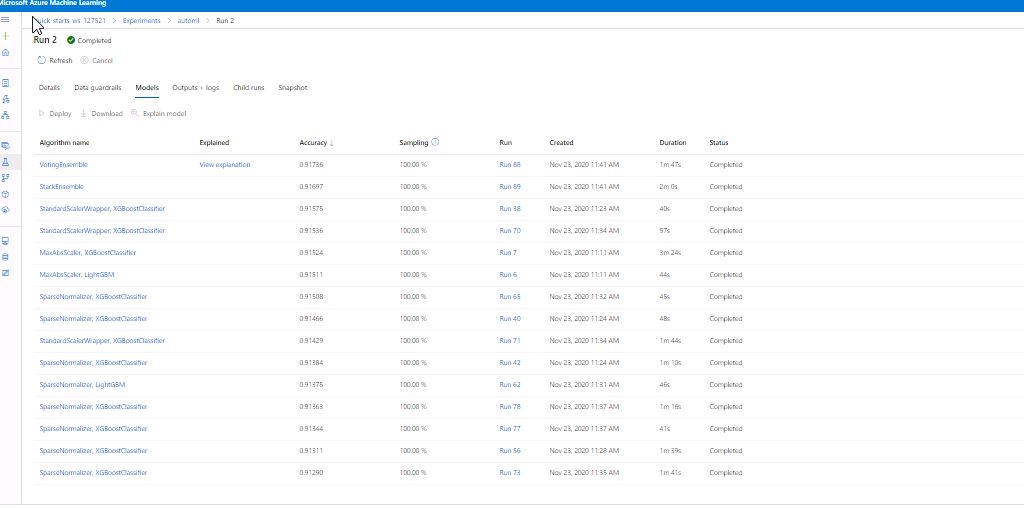 Microsoft Azure Machine Learning
quick-starts-ws-127521 > Experiments > automl > Run 2
Run 2 Completed
Refresh Cancel
Details Data guardrails Models Outputs + logs Child runs Snapshot
Deploy Download Explain model
Algorithm name Explained Accuracy ↓ Sampling Run Created Duration Status
VotingEnsemble View explanation 0.91736 100.00 % Run 88 Nov 23, 2020 11:41 AM 1m 47s Completed
StackEnsemble 0.91697 100.00 % Run 89 Nov 23, 2020 11:41 AM 2m 0s Completed
StandardScalerWrapper, XGBoostClassifier 0.91575 100.00 % Run 38 Nov 23, 2020 11:23 AM 40s Completed
StandardScalerWrapper, XGBoostClassifier 0.91536 100.00 % Run 70 Nov 23, 2020 11:34 AM 57s Completed
MaxAbsScaler, XGBoostClassifier 0.91524 100.00 % Run 7 Nov 23, 2020 11:11 AM 3m 24s Completed
MaxAbsScaler, LightGBM 0.91511 100.00 % Run 6 Nov 23, 2020 11:11 AM 44s Completed
SparseNormalizer, XGBoostClassifier 0.91508 100.00 % Run 65 Nov 23, 2020 11:32 AM 45s Completed
SparseNormalizer, XGBoostClassifier 0.91466 100.00 % Run 40 Nov 23, 2020 11:24 AM 48s Completed
StandardScalerWrapper, XGBoostClassifier 0.91429 100.00 % Run 71 Nov 23, 2020 11:34 AM 1m 44s Completed
SparseNormalizer, XGBoostClassifier 0.91384 100.00 % Run 42 Nov 23, 2020 11:24 AM 1m 10s Completed
SparseNormalizer, LightGBM 0.91375 100.00 % Run 62 Nov 23, 2020 11:31 AM 46s Completed
SparseNormalizer, XGBoostClassifier 0.91363 100.00 % Run 78 Nov 23, 2020 11:37 AM 1m 16s Completed
SparseNormalizer, XGBoostClassifier 0.91344 100.00 % Run 77 Nov 23, 2020 11:37 AM 41s Completed
SparseNormalizer, XGBoostClassifier 0.91311 100.00 % Run 56 Nov 23, 2020 11:28 AM 1m 39s Completed
SparseNormalizer, XGBoostClassifier 0.91290 100.00 % Run 73 Nov 23, 2020 11:35 AM 1m 41s Completed